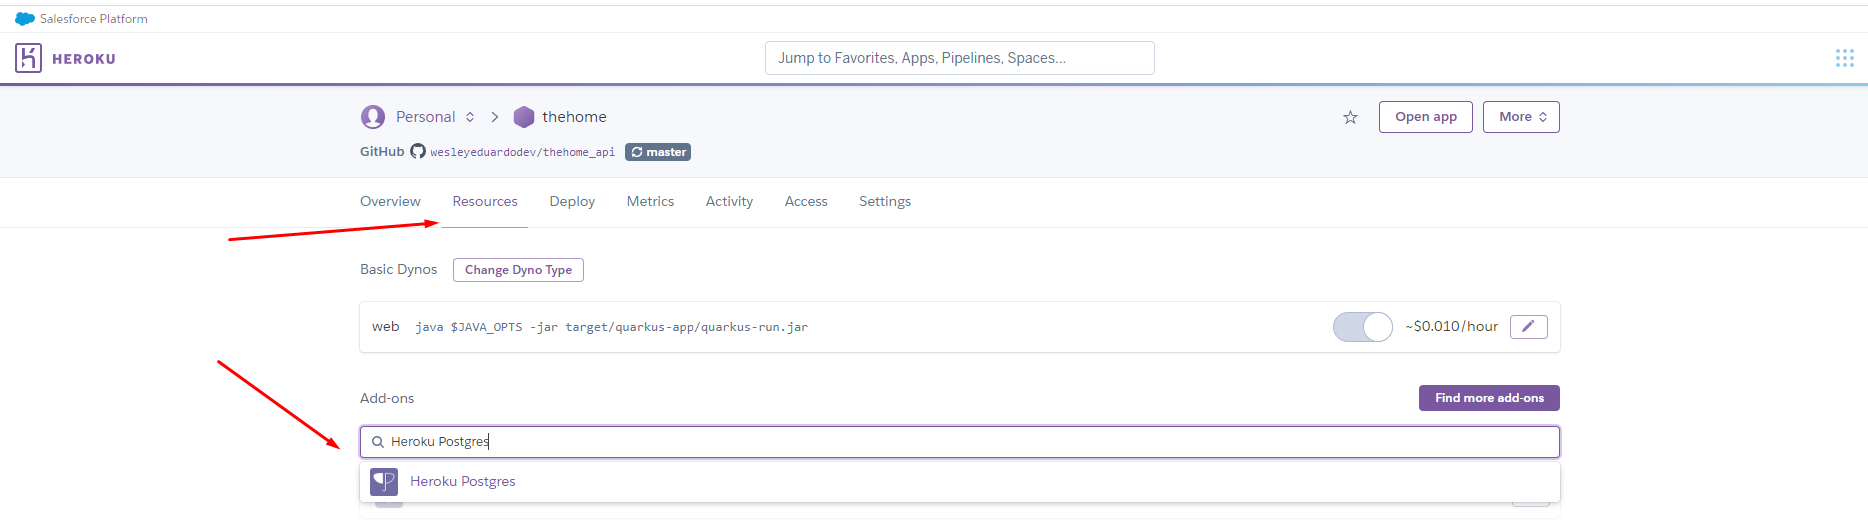 Salesforce Platform
HEROKU
Jump to Favorites, Apps, Pipelines, Spaces...
Personal
thehome
Open app
More
GitHub wesleyeduardodev/thehome_api master
Overview Resources Deploy Metrics Activity Access Settings
Basic Dynos Change Dyno Type
web java $JAVA_OPTS -jar target/quarkus-app/quarkus-run.jar ~$0.010/hour
Add-ons Find more add-ons
Heroku Postgres
Heroku Postgres